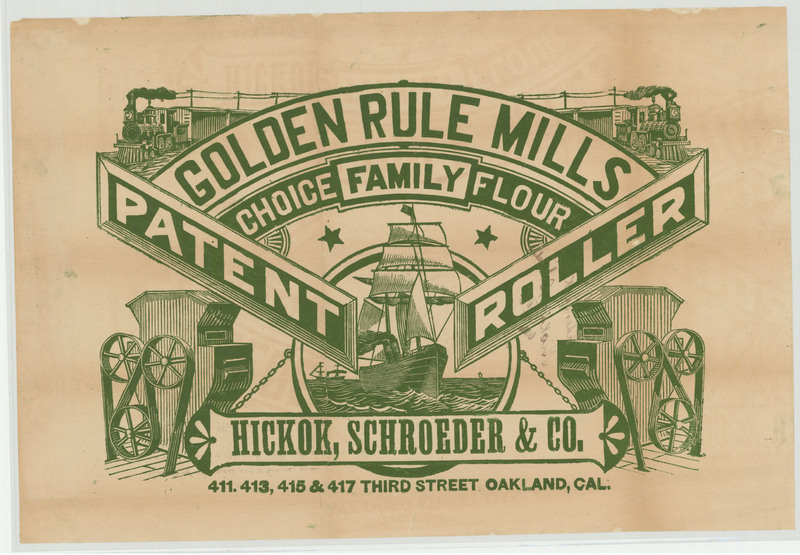 GOLDEN RULE MILLS
CHOICE FAMILY FLOUR
PATENT ROLLER
HICKOK, SCHROEDER & CO.
411. 413, 415 & 417 THIRD STREET OAKLAND, CAL.